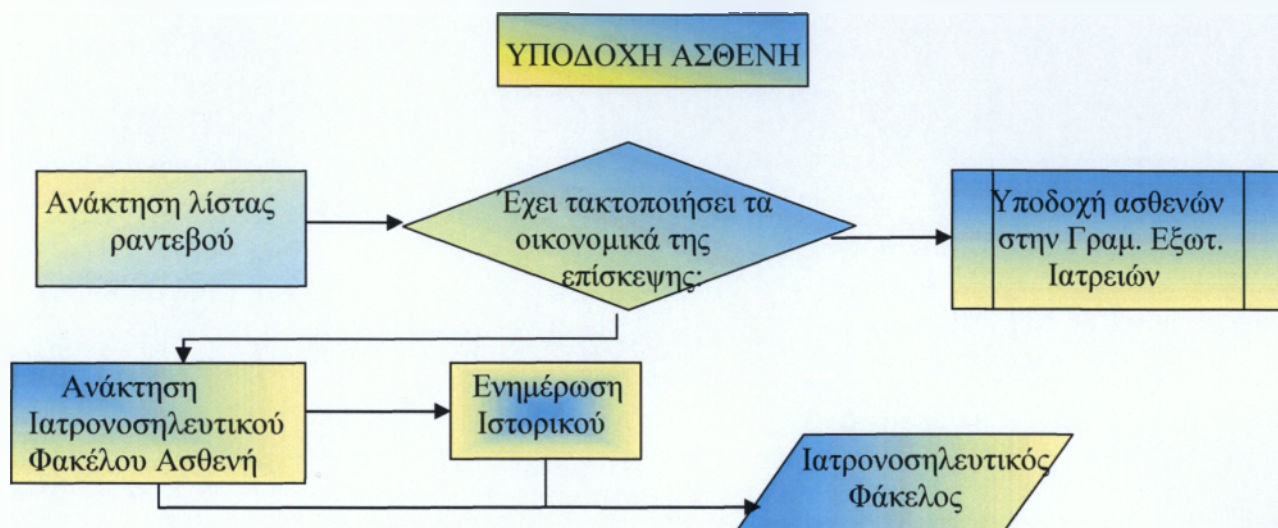 ΥΠΟΔΟΧΗ ΑΣΘΕΝΗ
Ανάκτηση λίστας
ραντεβού
Έχει τακτοποιήσει τα
οικονομικά της
επίσκεψης;
Υποδοχή ασθενών
στην Γραμ. Εξωτ.
Ιατρειών
Ανάκτηση
Ιατρονοσηλευτικού
Φακέλου Ασθενή
Ενημέρωση
Ιστορικού
Ιατρονοσηλευτικός
Φάκελος